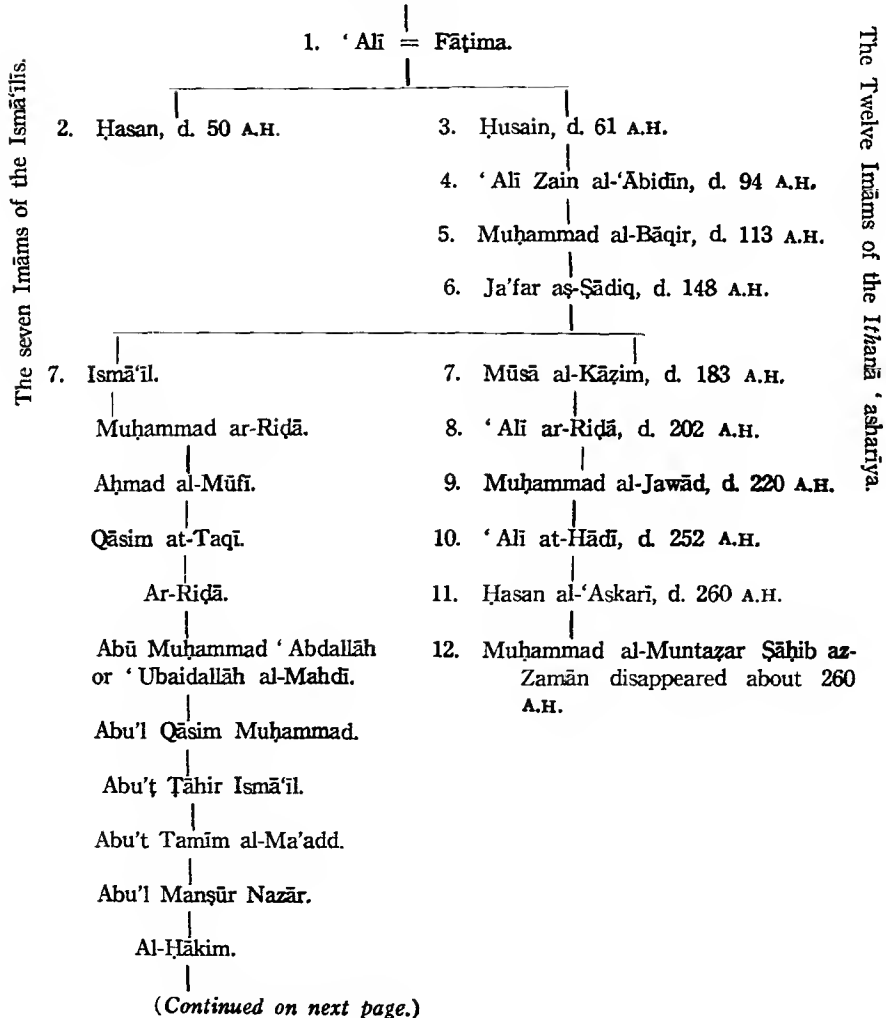 1. ‘Alī = Fāṭima.
The seven Imāms of the Ismā‘īlis.
The Twelve Imāms of the Ithanā ‘ashariya.
2. Ḥasan, d. 50 A.H.
3. Ḥusain, d. 61 A.H.
4. ‘Alī Zain al-‘Ābidīn, d. 94 A.H.
5. Muḥammad al-Bāqir, d. 113 A.H.
6. Ja‘far aṣ-Ṣādiq, d. 148 A.H.
7. Ismā‘īl.
7. Mūsā al-Kāẓim, d. 183 A.H.
Muḥammad ar-Riḍā.
8. ‘Alī ar-Riḍā, d. 202 A.H.
Aḥmad al-Mūfī.
9. Muḥammad al-Jawād, d. 220 A.H.
Qāsim at-Taqī.
10. ‘Alī at-Hādī, d. 252 A.H.
Ar-Riḍā.
11. Ḥasan al-‘Askarī, d. 260 A.H.
Abū Muḥammad ‘Abdallāh
or ‘Ubaidallāh al-Mahdī.
12. Muḥammad al-Muntaẓar Ṣāḥib az-
Zamān disappeared about 260
A.H.
Abu’l Qāsim Muḥammad.
Abu’ṭ Ṭāhir Ismā‘īl.
Abu’t Tamīm al-Ma’add.
Abu’l Manṣūr Nazār.
Al-Ḥākim.
(Continued on next page.)